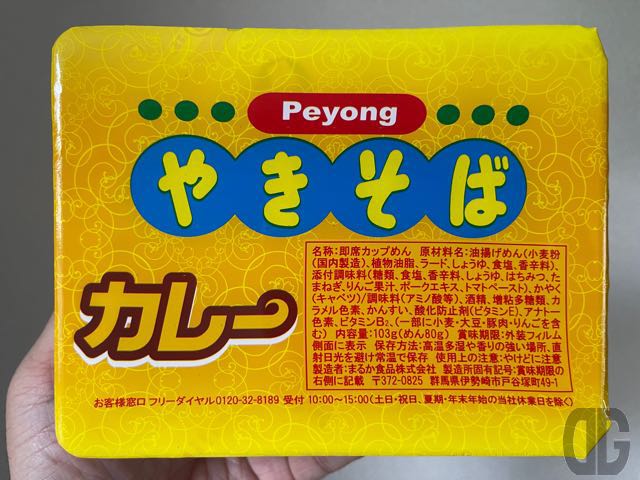 Peyong
やきそば
カレー
名称:即席カップめん 原材料名:油揚げめん(小麦粉
(国内製造)、植物油脂、ラード、しょうゆ、食塩、香辛料)、
添付調味料(糖類、食塩、香辛料、しょうゆ、はちみつ、た
まねぎ、りんご果汁、ポークエキス、トマトペースト)、かやく
(キャベツ)/調味料(アミノ酸等)、酒精、増粘多糖類、カ
ラメル色素、かんすい、酸化防止剤(ビタミンE)、アナトー
色素、ビタミンB2、(一部に小麦・大豆・豚肉・りんごを含
む) 内容量:103g(めん80g) 賞味期限:外装フィルム
側面に表示 保存方法:高温多湿や香りの強い場所、直
射日光を避け常温で保存 使用上の注意:やけどに注意
製造者:まるか食品株式会社 製造所固有記号:賞味期限の
右側に記載 〒372-0825 群馬県伊勢崎市戸谷塚町49-1
お客様窓口 フリーダイヤル0120-32-8189 受付 10:00~15:00(土日・祝日、夏期・年末年始の当社休業日を除く)
DG